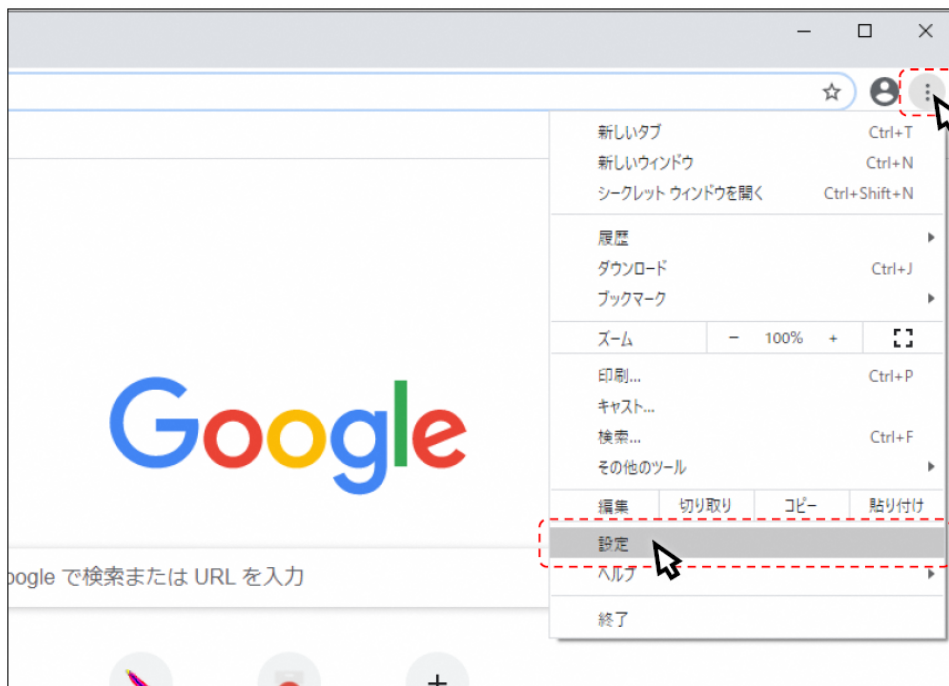 新しいタブ Ctrl+T
新しいウィンドウ Ctrl+N
シークレット ウィンドウを開く Ctrl+Shift+N
履歴
ダウンロード Ctrl+J
ブックマーク
ズーム － 100% +
印刷... Ctrl+P
キャスト...
検索... Ctrl+F
その他のツール
編集 切り取り コピー 貼り付け
設定
ヘルプ
終了
Google
oogle で検索または URL を入力